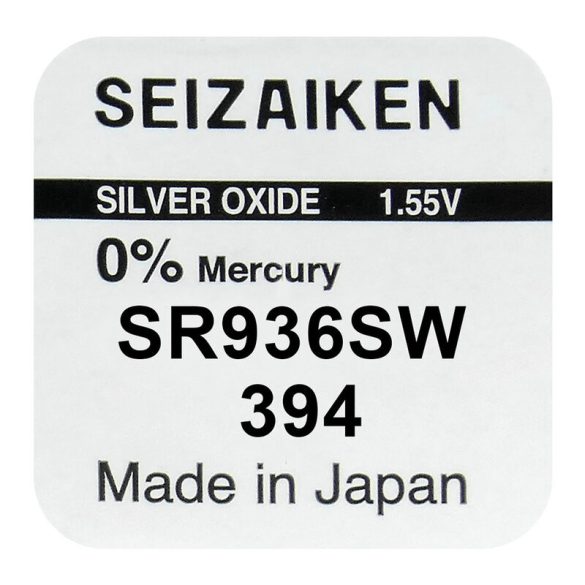 SEIZAIKEN
SILVER OXIDE 1.55V
0% Mercury
SR936SW
394
Made in Japan